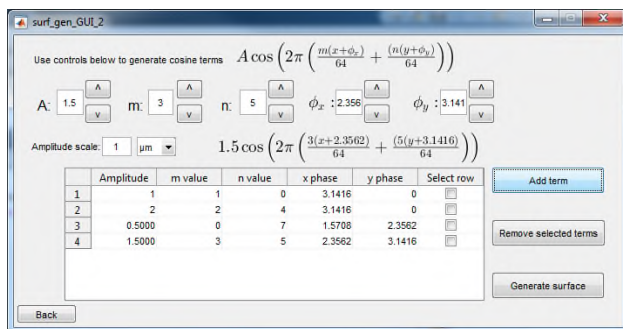 surf_gen_GUI_2
Use controls below to generate cosine terms A cos(2π(m(x+ϕx)/64 + (n(y+ϕy)/64))
A: 1.5 ʌ v m: 3 ʌ v n: 5 ʌ v ϕx : 2.356 ʌ v ϕy : 3.141 ʌ v
Amplitude scale: 1 µm 1.5 cos(2π(3(x+2.3562)/64 + (5(y+3.1416)/64))
Amplitude m value n value x phase y phase Select row
1 1 1 0 3.1416 0
2 2 2 4 3.1416 0
3 0.5000 0 7 1.5708 2.3562
4 1.5000 3 5 2.3562 3.1416
Add term
Remove selected terms
Generate surface
Back